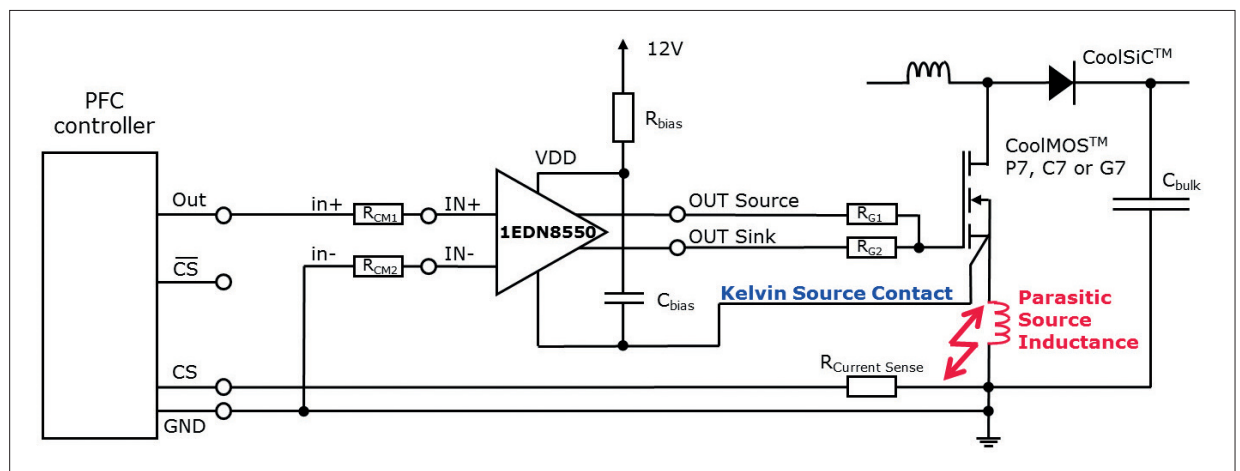 12V
CoolSiC™
PFC
controller
Rbias
VDD
CoolMOS™
P7, C7 or G7
Cbulk
Out
in+
RCM1
IN+
1EDN8550
OUT Source
RG1
OUT Sink
RG2
in-
RCM2
IN-
CS
Cbias
Kelvin Source Contact
Parasitic
Source
Inductance
RCurrent Sense
CS
GND